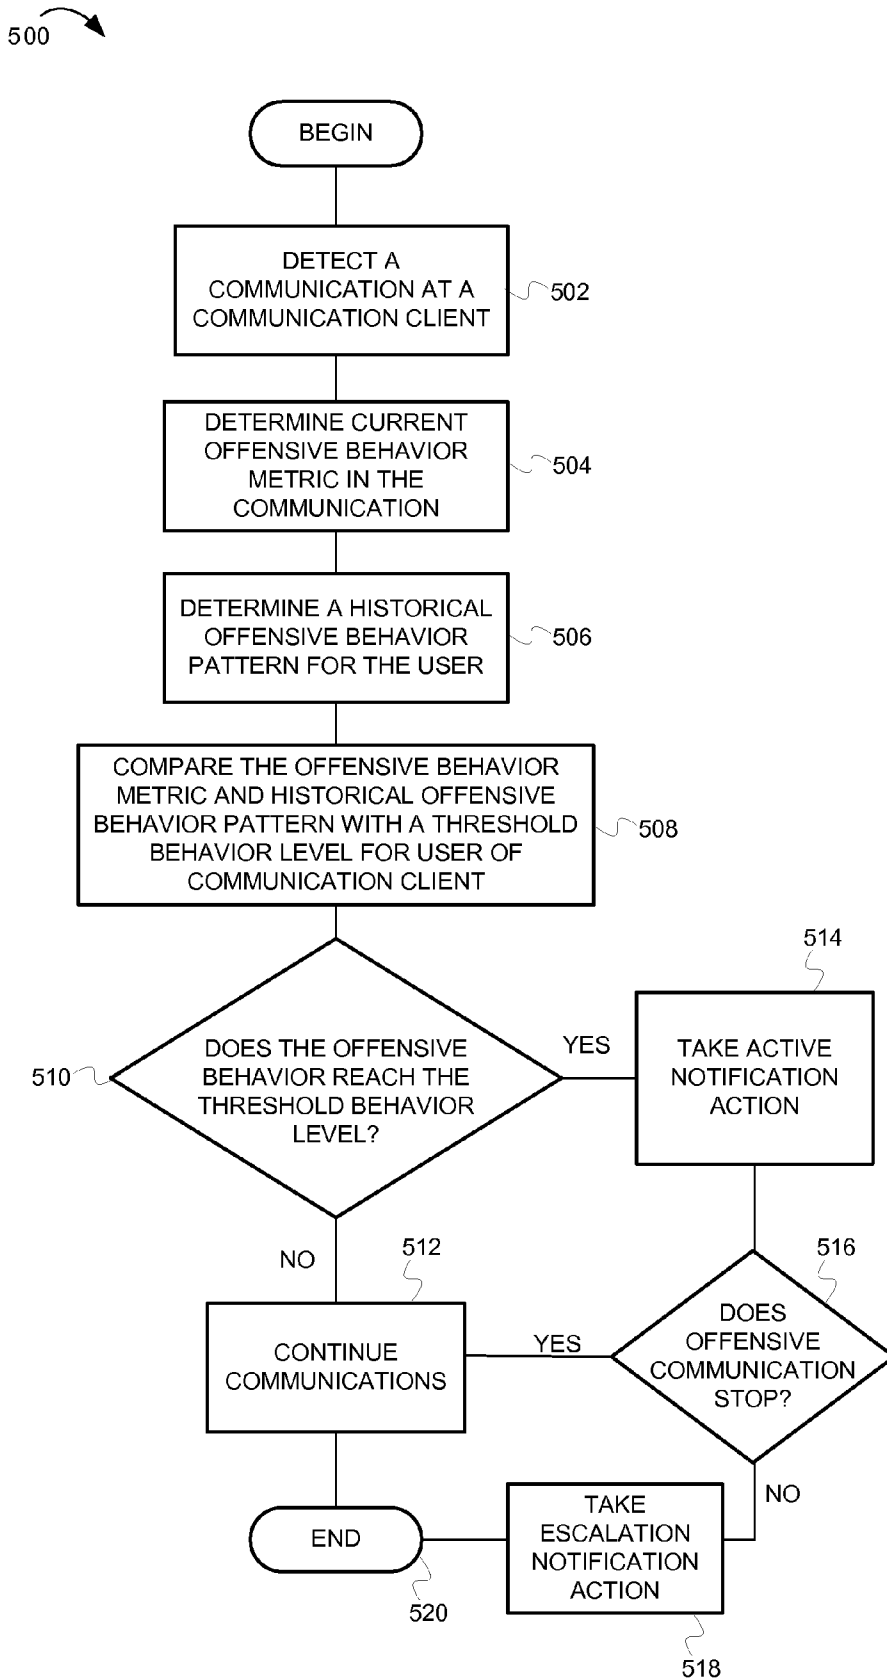 500
BEGIN
DETECT A
COMMUNICATION AT A
COMMUNICATION CLIENT
502
DETERMINE CURRENT
OFFENSIVE BEHAVIOR
METRIC IN THE
COMMUNICATION
504
DETERMINE A HISTORICAL
OFFENSIVE BEHAVIOR
PATTERN FOR THE USER
506
COMPARE THE OFFENSIVE BEHAVIOR
METRIC AND HISTORICAL OFFENSIVE
BEHAVIOR PATTERN WITH A THRESHOLD
BEHAVIOR LEVEL FOR USER OF
COMMUNICATION CLIENT
508
510
DOES THE OFFENSIVE
BEHAVIOR REACH THE
THRESHOLD BEHAVIOR
LEVEL?
YES
514
TAKE ACTIVE
NOTIFICATION
ACTION
NO
512
CONTINUE
COMMUNICATIONS
YES
516
DOES
OFFENSIVE
COMMUNICATION
STOP?
NO
TAKE
ESCALATION
NOTIFICATION
ACTION
518
END
520